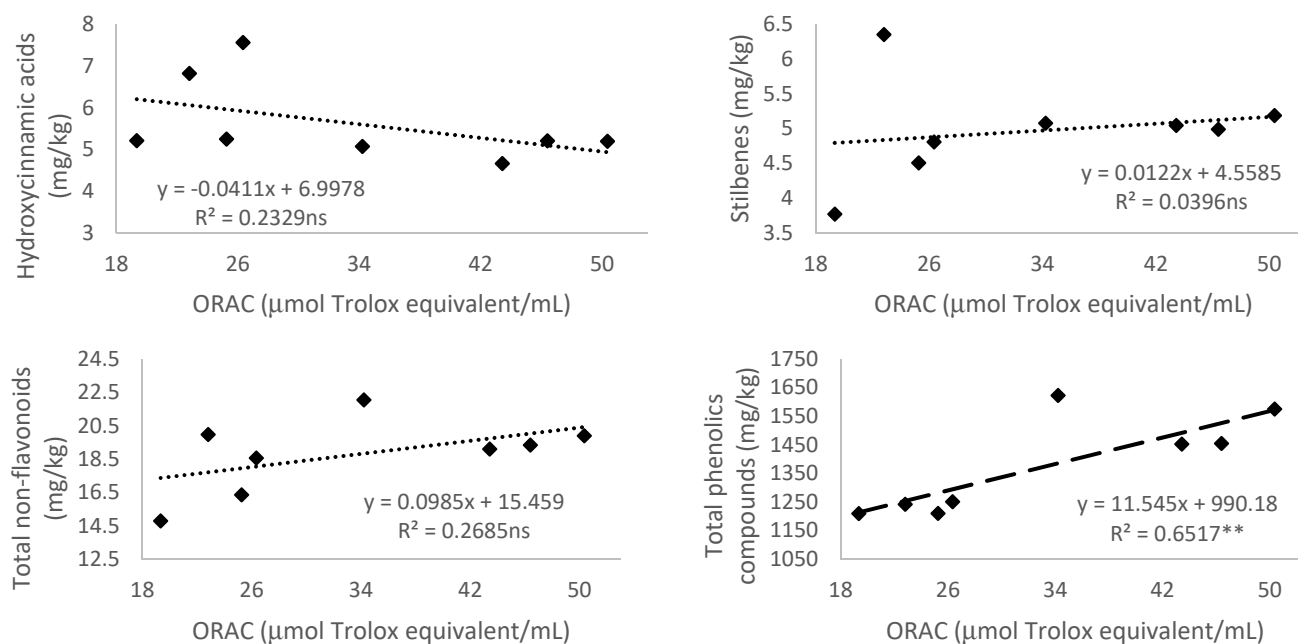 Hydroxycinnamic acids
(mg/kg)
8
7
6
5
4
3
y = -0.0411x + 6.9978
R² = 0.2329ns
18 26 34 42 50
ORAC (μmol Trolox equivalent/mL)
Stilbenes (mg/kg)
6.5
6
5.5
5
4.5
4
3.5
y = 0.0122x + 4.5585
R² = 0.0396ns
18 26 34 42 50
ORAC (μmol Trolox equivalent/mL)
Total non-flavonoids
(mg/kg)
24.5
22.5
20.5
18.5
16.5
14.5
12.5
y = 0.0985x + 15.459
R² = 0.2685ns
18 26 34 42 50
ORAC (μmol Trolox equivalent/mL)
Total phenolics
compounds (mg/kg)
1750
1650
1550
1450
1350
1250
1150
1050
y = 11.545x + 990.18
R² = 0.6517**
18 26 34 42 50
ORAC (μmol Trolox equivalent/mL)